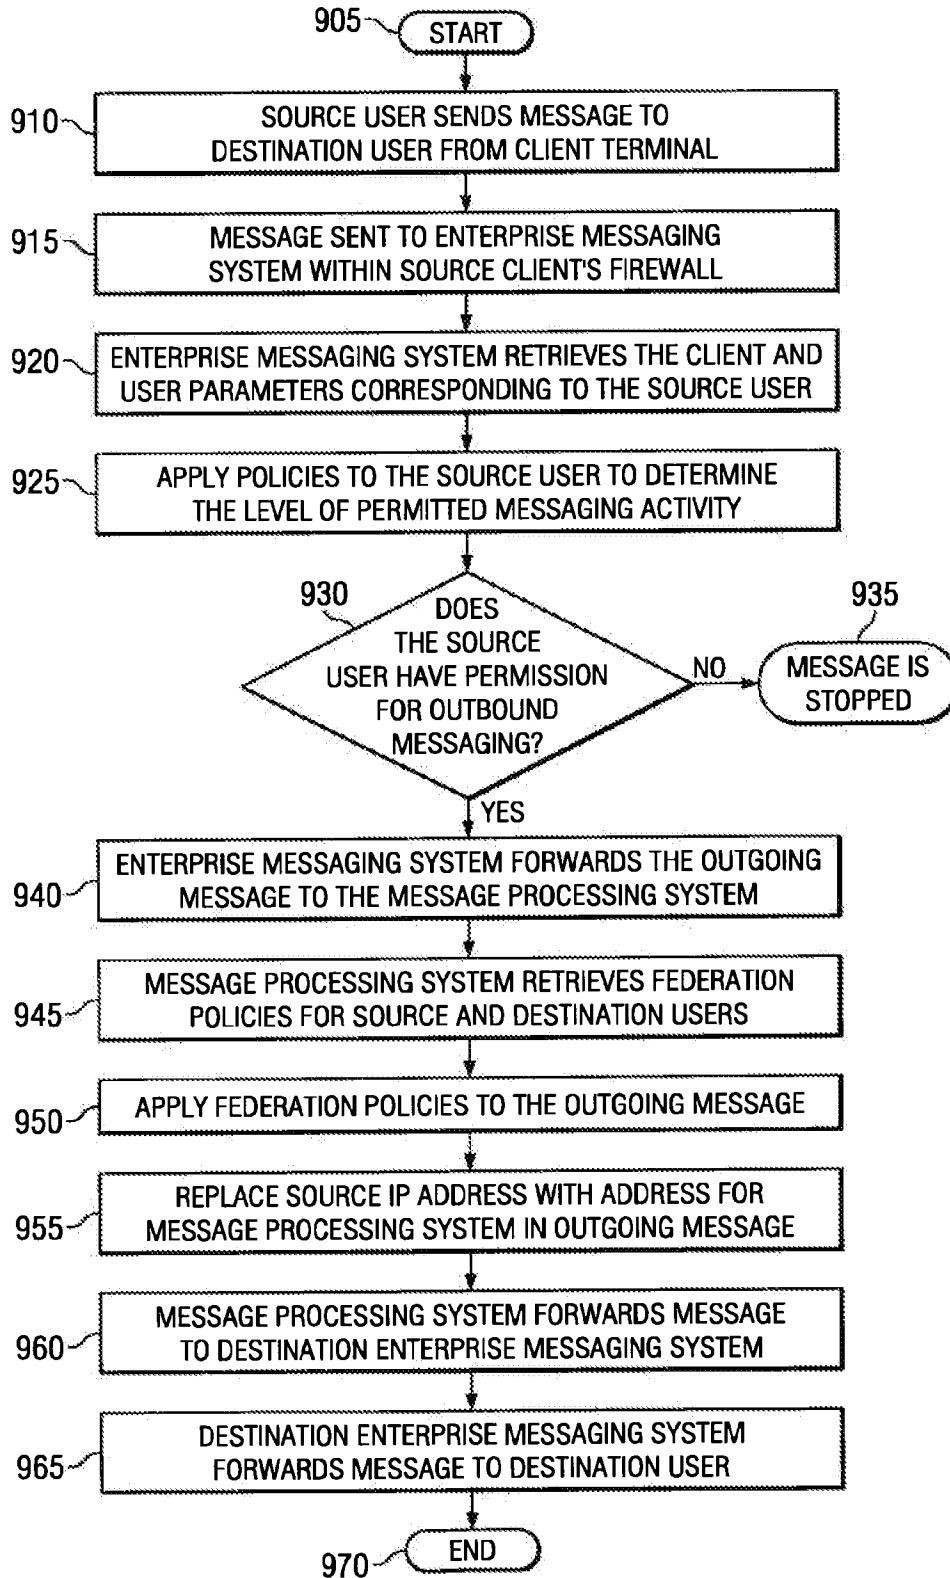 905
START
910
SOURCE USER SENDS MESSAGE TO
DESTINATION USER FROM CLIENT TERMINAL
915
MESSAGE SENT TO ENTERPRISE MESSAGING
SYSTEM WITHIN SOURCE CLIENT'S FIREWALL
920
ENTERPRISE MESSAGING SYSTEM RETRIEVES THE CLIENT AND
USER PARAMETERS CORRESPONDING TO THE SOURCE USER
925
APPLY POLICIES TO THE SOURCE USER TO DETERMINE
THE LEVEL OF PERMITTED MESSAGING ACTIVITY
930
DOES
THE SOURCE
USER HAVE PERMISSION
FOR OUTBOUND
MESSAGING?
NO
935
MESSAGE IS
STOPPED
YES
940
ENTERPRISE MESSAGING SYSTEM FORWARDS THE OUTGOING
MESSAGE TO THE MESSAGE PROCESSING SYSTEM
945
MESSAGE PROCESSING SYSTEM RETRIEVES FEDERATION
POLICIES FOR SOURCE AND DESTINATION USERS
950
APPLY FEDERATION POLICIES TO THE OUTGOING MESSAGE
955
REPLACE SOURCE IP ADDRESS WITH ADDRESS FOR
MESSAGE PROCESSING SYSTEM IN OUTGOING MESSAGE
960
MESSAGE PROCESSING SYSTEM FORWARDS MESSAGE
TO DESTINATION ENTERPRISE MESSAGING SYSTEM
965
DESTINATION ENTERPRISE MESSAGING SYSTEM
FORWARDS MESSAGE TO DESTINATION USER
970
END